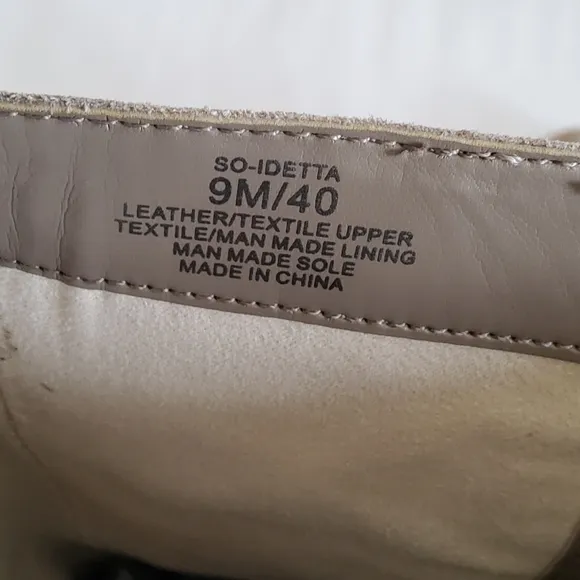 SO-IDETTA
9M/40
LEATHER/TEXTILE UPPER
TEXTILE/MAN MADE LINING
MAN MADE SOLE
MADE IN CHINA